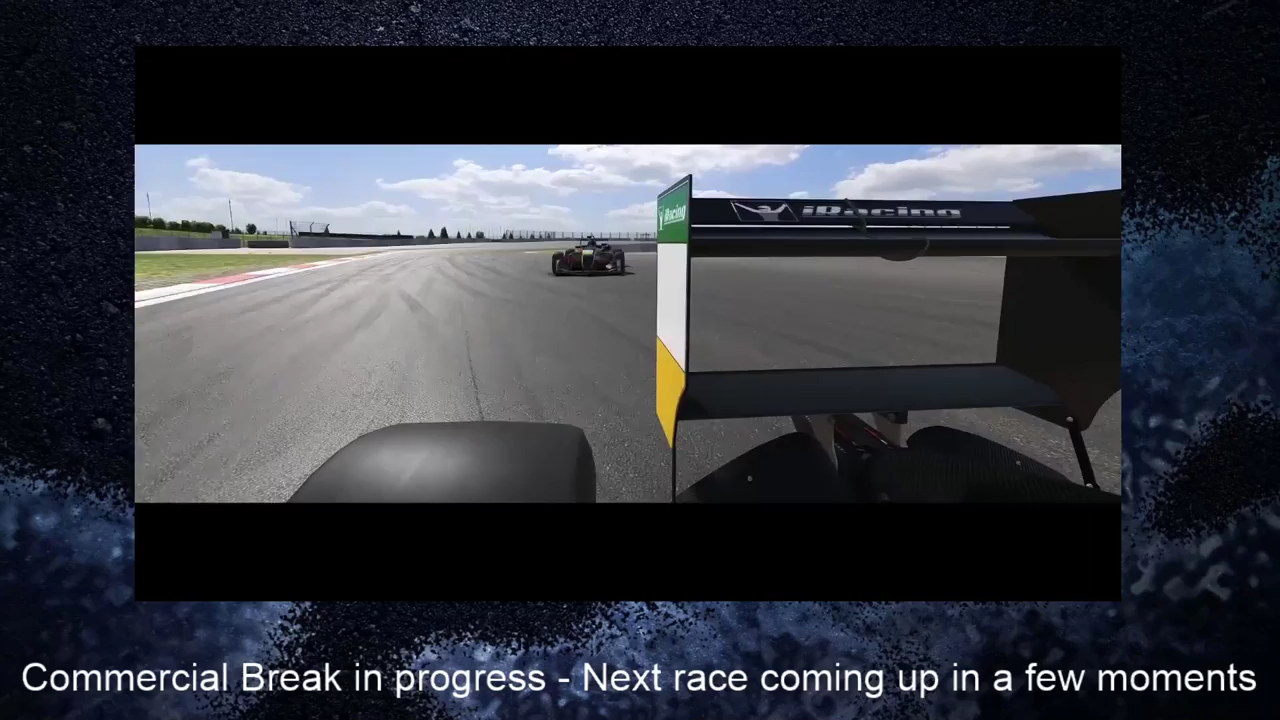 iRacing
iRacing
Commercial Break in progress - Next race coming up in a few moments